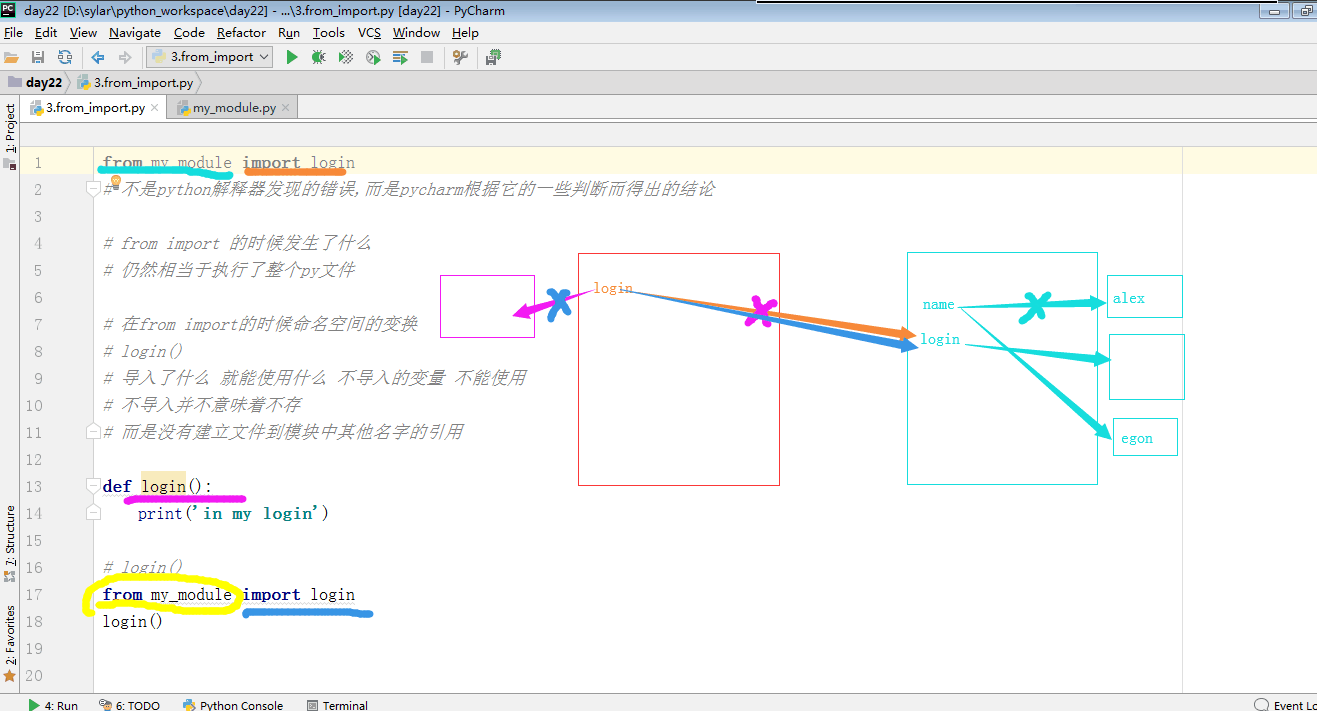 day22 [D:\sylar\python_workspace\day22] - ...\3.from_import.py [day22] - PyCharm
File Edit View Navigate Code Refactor Run Tools VCS Window Help
3.from_import
day22 3.from_import.py
3.from_import.py my_module.py
1: Project
1 from my_module import login
2 # 不是python解释器发现的错误,而是pycharm根据它的一些判断而得出的结论
3
4 # from import 的时候发生了什么
5 # 仍然相当于执行了整个py文件
6
7 # 在from import的时候命名空间的变换
8 # login()
9 # 导入了什么 就能使用什么 不导入的变量 不能使用
10 # 不导入并不意味着不存
11 # 而是没有建立文件到模块中其他名字的引用
12
13 def login():
14 print('in my login')
15
16 # login()
17 from my_module import login
18 login()
19
20
login
name
login
alex
egon
7: Structure
2: Favorites
4: Run 6: TODO Python Console Terminal
Event Lo